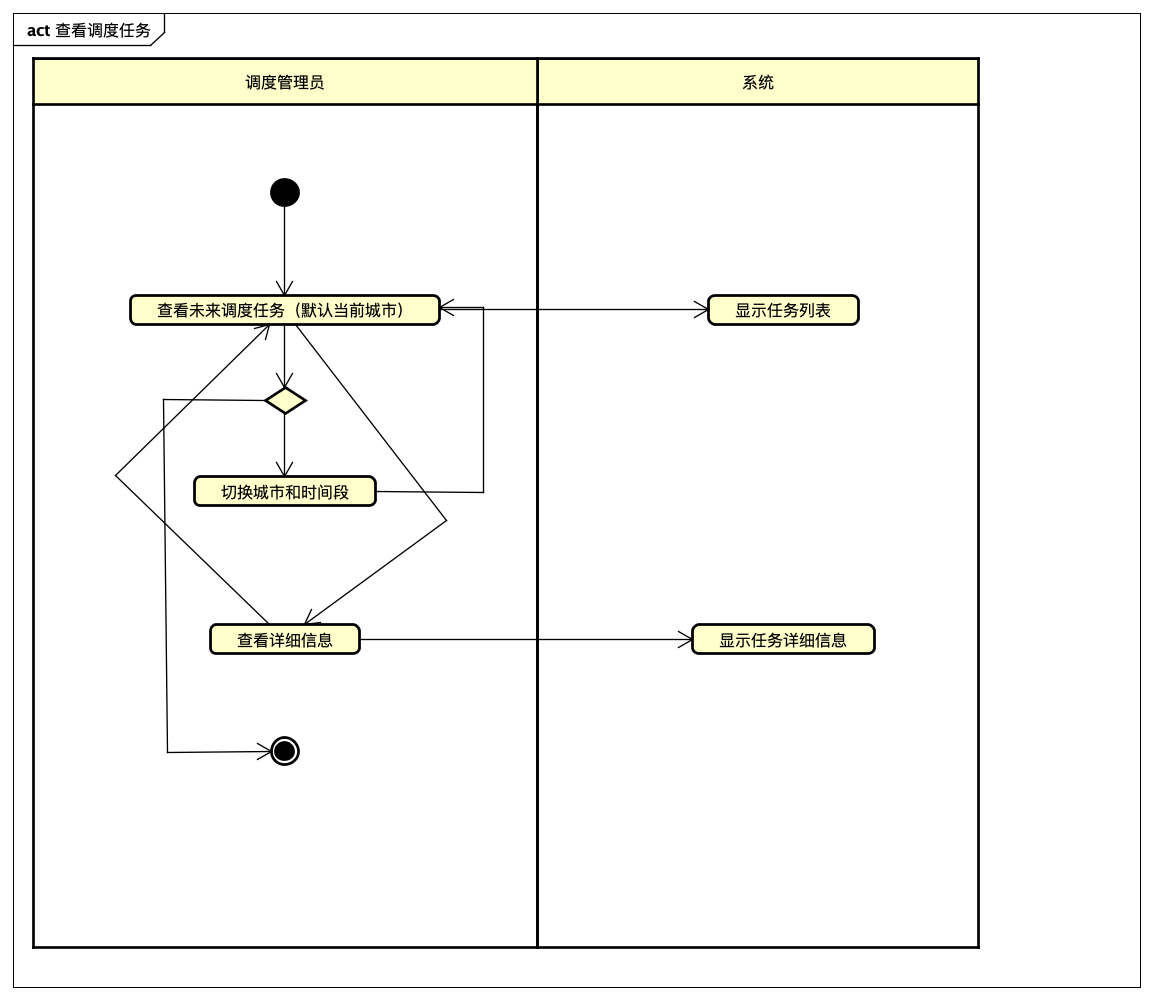 act 查看调度任务
调度管理员
系统
查看未来调度任务（默认当前城市）
显示任务列表
切换城市和时间段
查看详细信息
显示任务详细信息